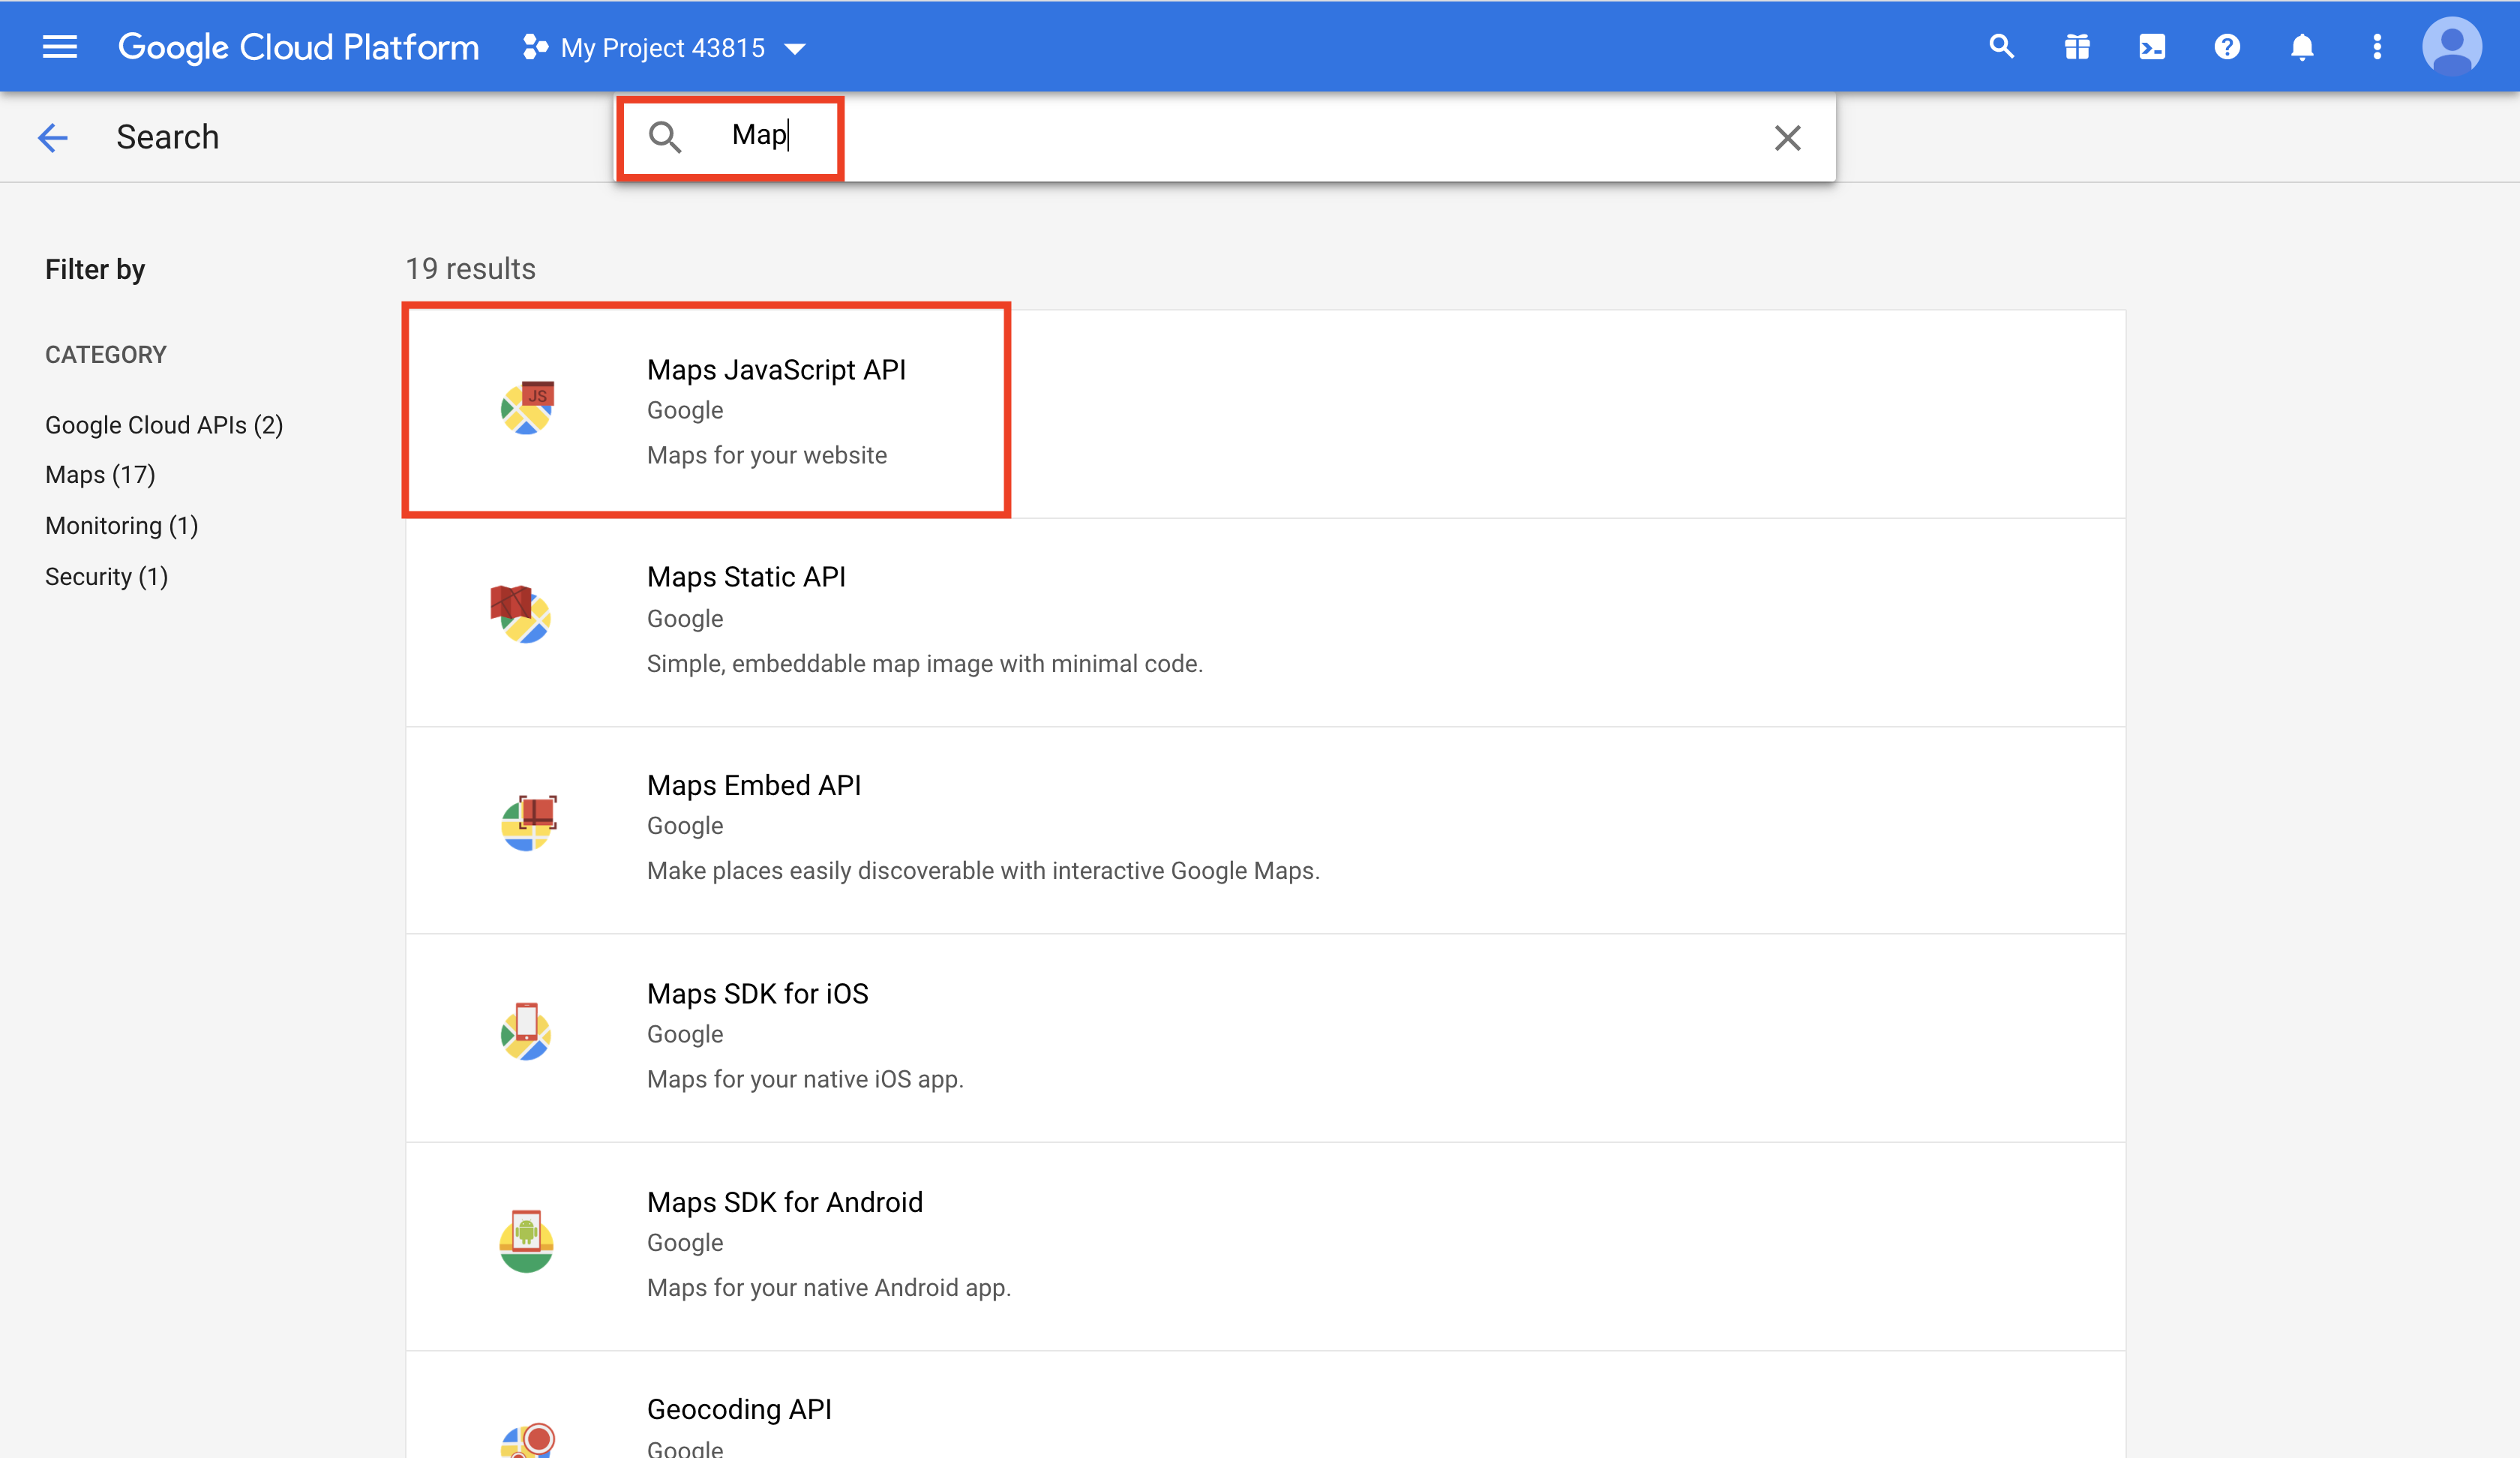 Google Cloud Platform
My Project 43815
Search
Map
Filter by
CATEGORY
Google Cloud APIs (2)
Maps (17)
Monitoring (1)
Security (1)
19 results
JS
Maps JavaScript API
Google
Maps for your website
Maps Static API
Google
Simple, embeddable map image with minimal code.
Maps Embed API
Google
Make places easily discoverable with interactive Google Maps.
Maps SDK for iOS
Google
Maps for your native iOS app.
Maps SDK for Android
Google
Maps for your native Android app.
Geocoding API
Google